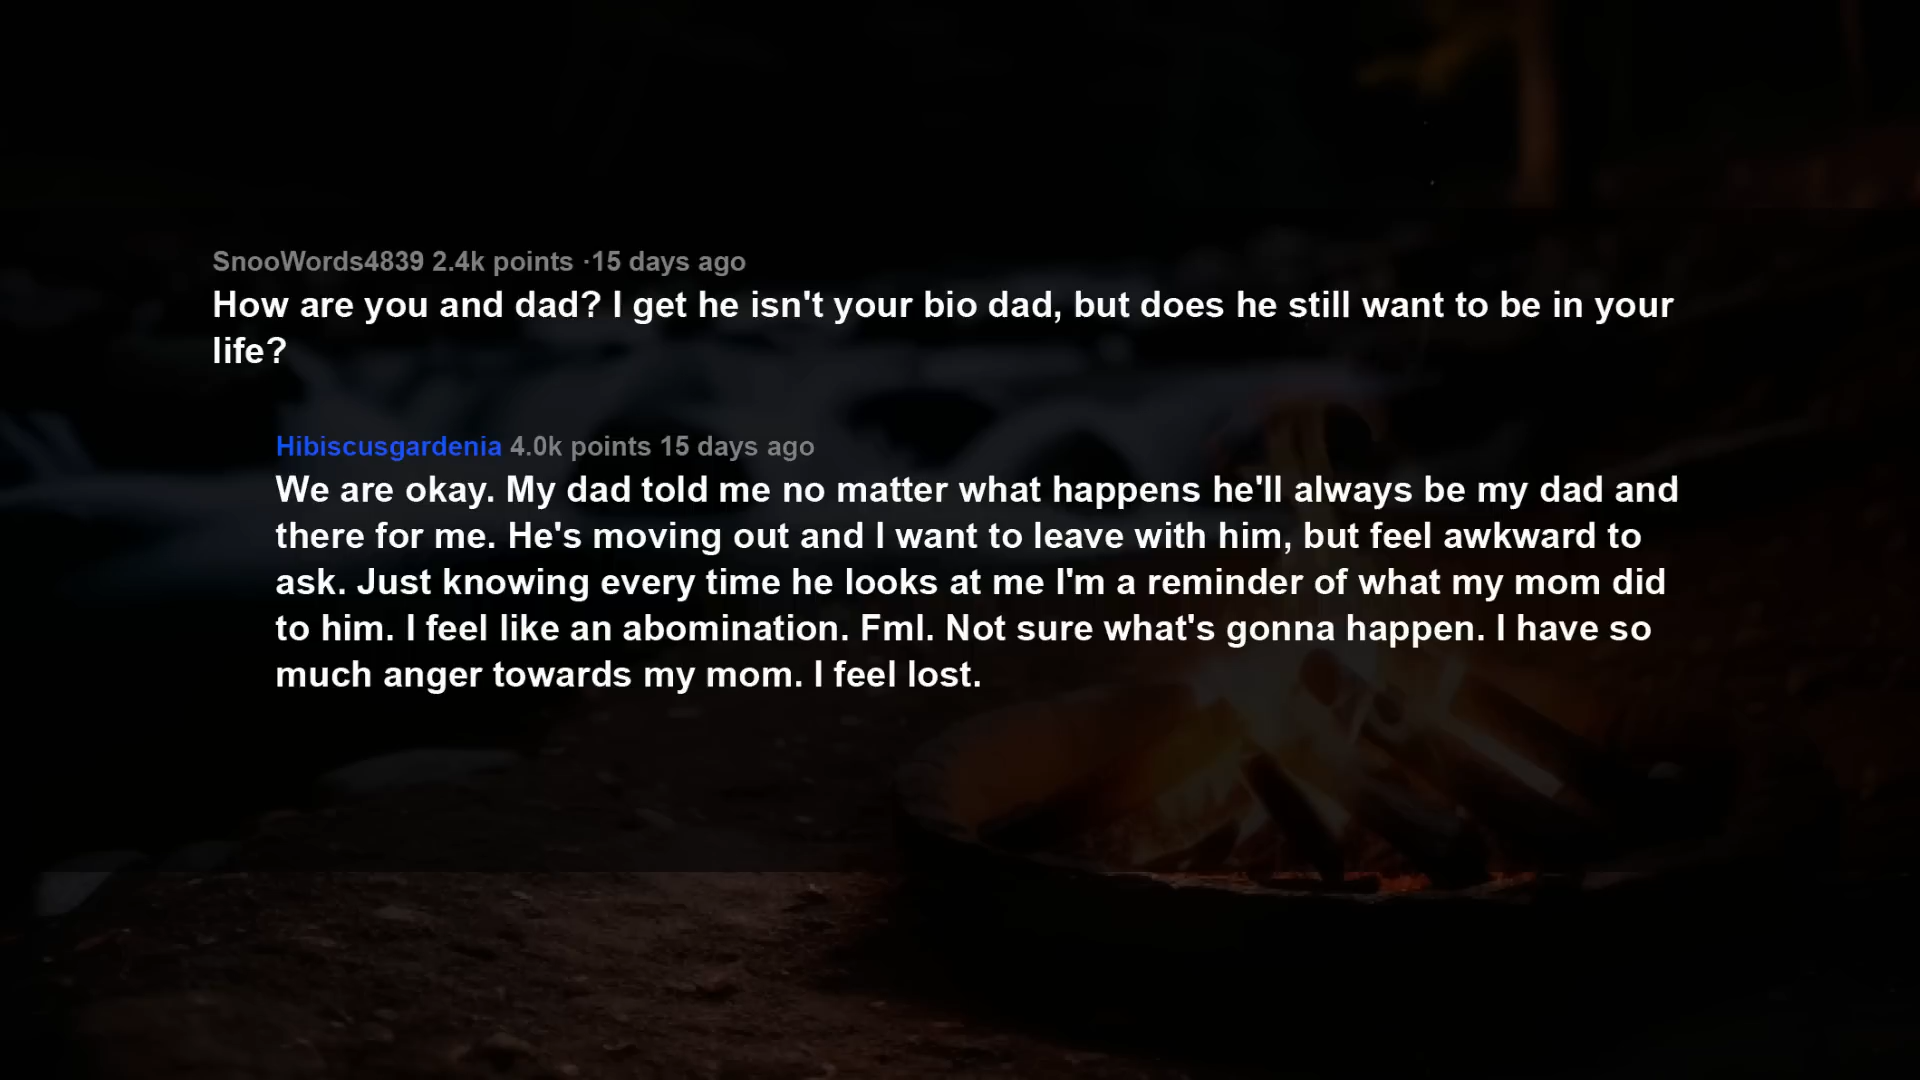 SnooWords4839 2.4k points ·15 days ago
How are you and dad? I get he isn't your bio dad, but does he still want to be in your
life?
Hibiscusgardenia 4.0k points 15 days ago
We are okay. My dad told me no matter what happens he'll always be my dad and
there for me. He's moving out and I want to leave with him, but feel awkward to
ask. Just knowing every time he looks at me I'm a reminder of what my mom did
to him. I feel like an abomination. Fml. Not sure what's gonna happen. I have so
much anger towards my mom. I feel lost.